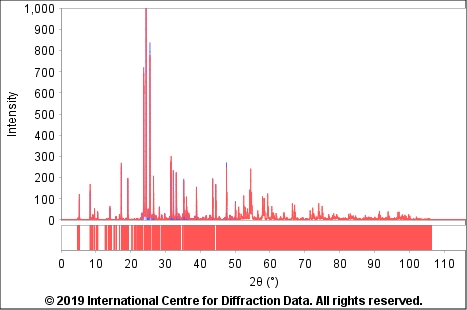 1,000
900
800
700
600
500
400
300
200
100
0
Intensity
0 10 20 30 40 50 60 70 80 90 100 110
2θ (°)
© 2019 International Centre for Diffraction Data. All rights reserved.